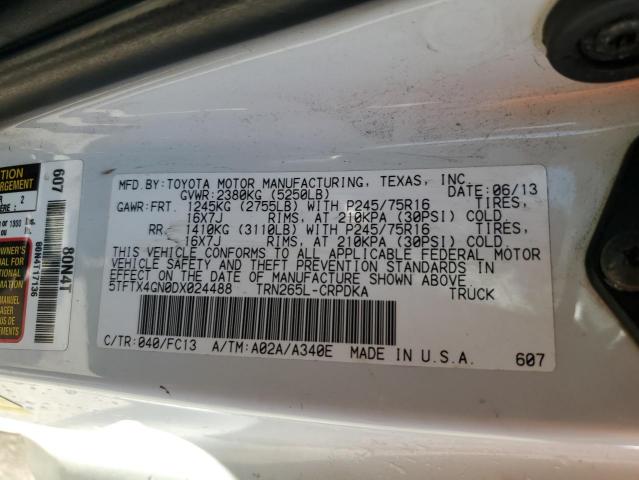 MFD.BY:TOYOTA MOTOR MANUFACTURING, TEXAS, INC.
GVWR:2380KG (5250LB) DATE:06/13
GAWR:FRT. 1245KG (2755LB) WITH P245/75R16 TIRES,
16X7J RIMS, AT 210KPA (30PSI) COLD
RR. 1410KG (3110LB) WITH P245/75R16 TIRES,
16X7J RIMS, AT 210KPA (30PSI) COLD
THIS VEHICLE CONFORMS TO ALL APPLICABLE FEDERAL MOTOR
VEHICLE SAFETY AND THEFT PREVENTION STANDARDS IN
EFFECT ON THE DATE OF MANUFACTURE SHOWN ABOVE.
5TFTX4GN0DX024488 TRN265L-CRPDKA TRUCK
C/TR:040/FC13 A/TM:A02A/A340E MADE IN U.S.A. 607
607 80N4T